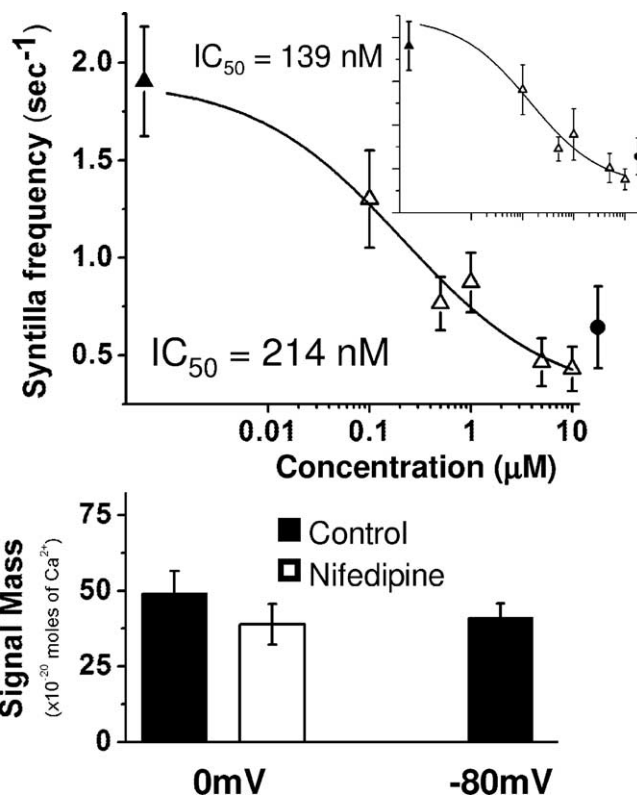 Syntilla frequency (sec⁻¹)
2.0
1.5
1.0
0.5
IC₅₀ = 139 nM
IC₅₀ = 214 nM
0.01 0.1 1 10
Concentration (μM)
Signal Mass
(x10⁻²⁰ moles of Ca²⁺)
75
50
25
0
Control
Nifedipine
0mV -80mV